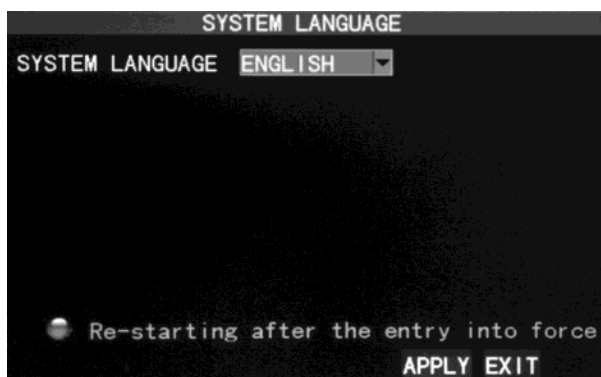 SYSTEM LANGUAGE
SYSTEM LANGUAGE ENGLISH
Re-starting after the entry into force
APPLY EXIT